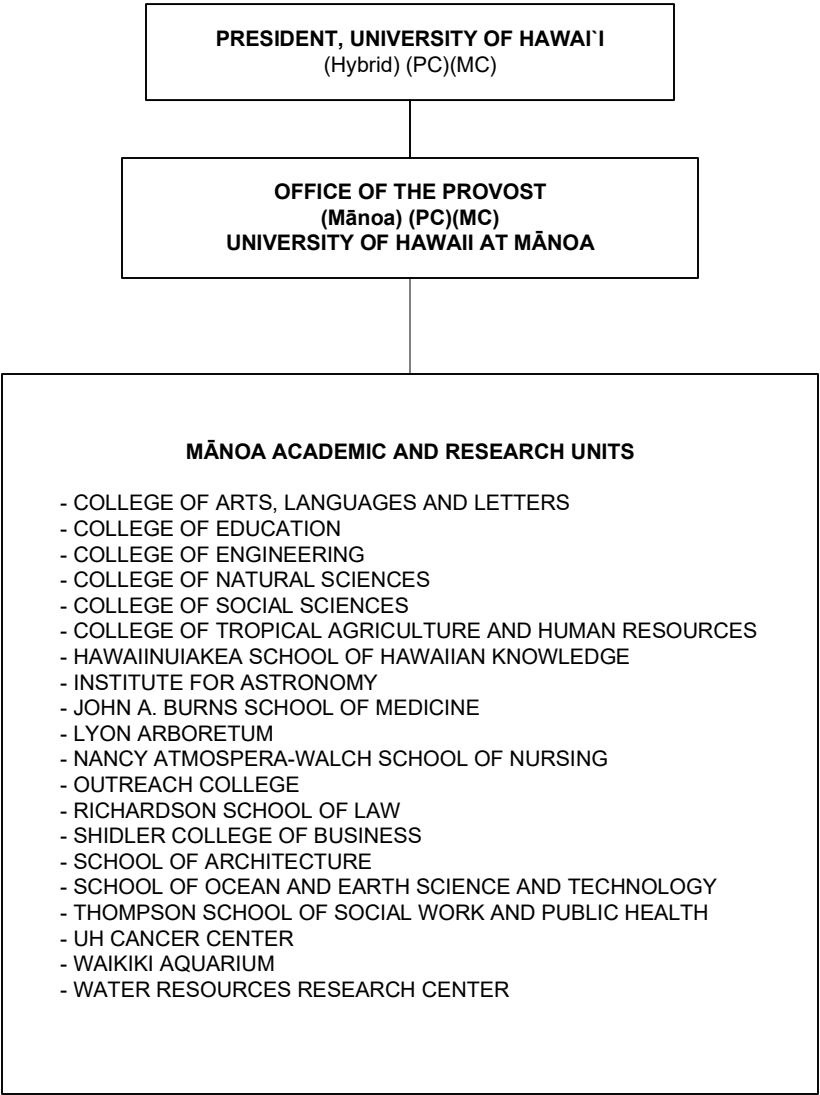 PRESIDENT, UNIVERSITY OF HAWAI`I
(Hybrid) (PC)(MC)
OFFICE OF THE PROVOST
(Mānoa) (PC)(MC)
UNIVERSITY OF HAWAII AT MĀNOA
MĀNOA ACADEMIC AND RESEARCH UNITS
- COLLEGE OF ARTS, LANGUAGES AND LETTERS
- COLLEGE OF EDUCATION
- COLLEGE OF ENGINEERING
- COLLEGE OF NATURAL SCIENCES
- COLLEGE OF SOCIAL SCIENCES
- COLLEGE OF TROPICAL AGRICULTURE AND HUMAN RESOURCES
- HAWAIINUIAKEA SCHOOL OF HAWAIIAN KNOWLEDGE
- INSTITUTE FOR ASTRONOMY
- JOHN A. BURNS SCHOOL OF MEDICINE
- LYON ARBORETUM
- NANCY ATMOSPERA-WALCH SCHOOL OF NURSING
- OUTREACH COLLEGE
- RICHARDSON SCHOOL OF LAW
- SHIDLER COLLEGE OF BUSINESS
- SCHOOL OF ARCHITECTURE
- SCHOOL OF OCEAN AND EARTH SCIENCE AND TECHNOLOGY
- THOMPSON SCHOOL OF SOCIAL WORK AND PUBLIC HEALTH
- UH CANCER CENTER
- WAIKIKI AQUARIUM
- WATER RESOURCES RESEARCH CENTER